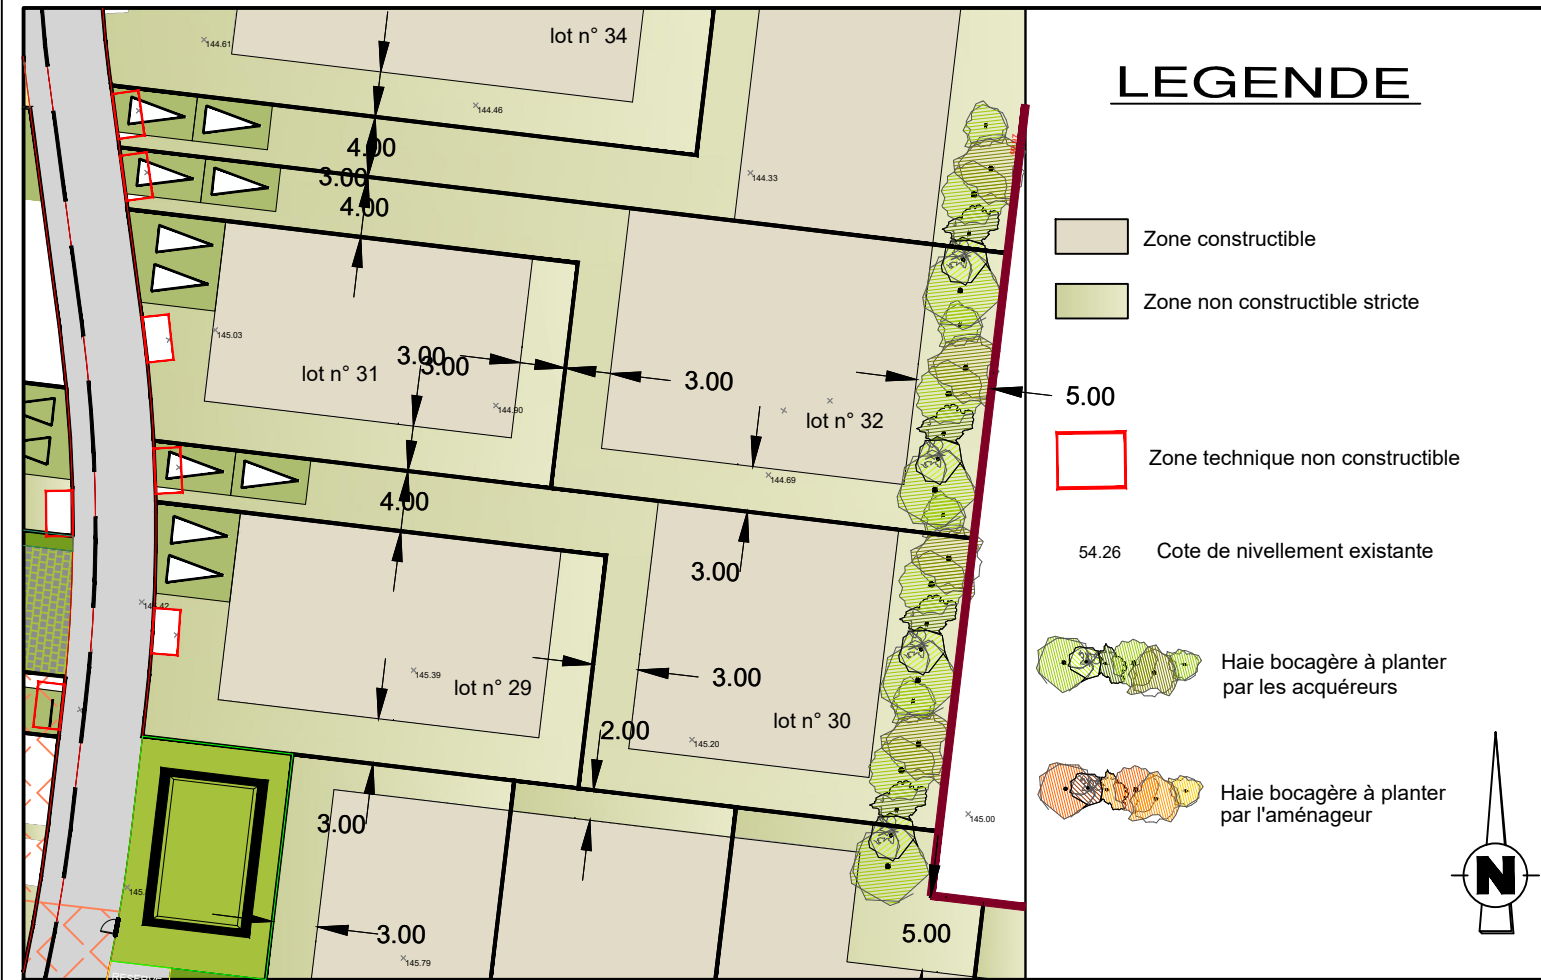 lot n° 34
144.61
144.46
4.00
3.00
4.00
144.33
145.03
lot n° 31
3.00
3.00
144.90
3.00
lot n° 32
5.00
144.69
4.00
3.00
145.39
lot n° 29
3.00
2.00
lot n° 30
145.20
145.00
3.00
3.00
5.00
145.79
RESERVE
LEGENDE
Zone constructible
Zone non constructible stricte
Zone technique non constructible
54.26 Cote de nivellement existante
Haie bocagère à planter
par les acquéreurs
Haie bocagère à planter
par l'aménageur
N